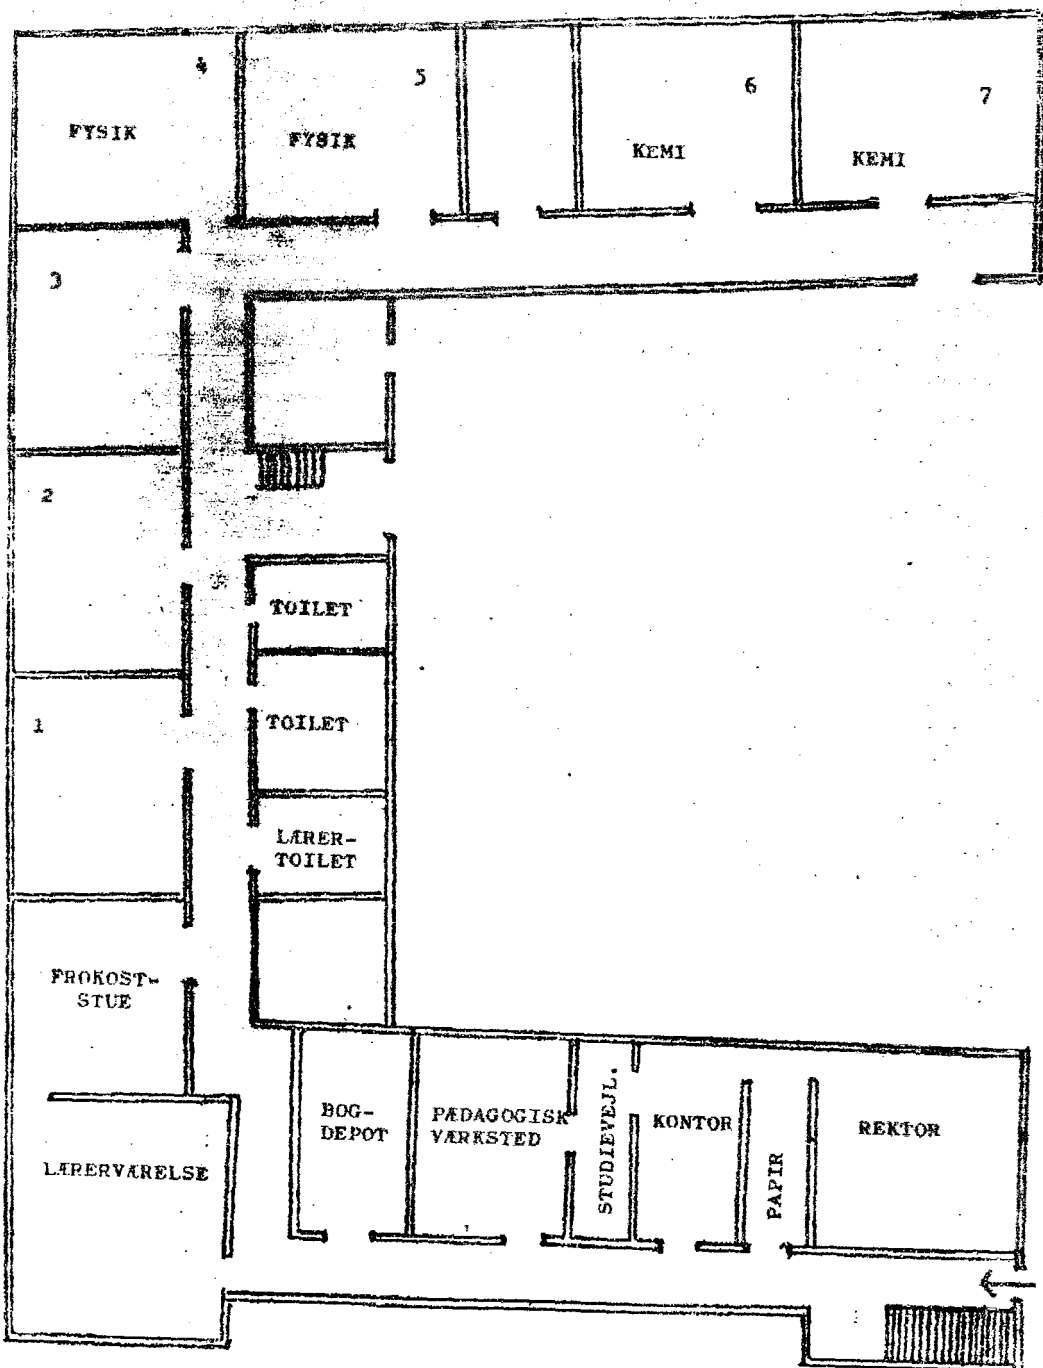 4
FYSIK
5
FYSIK
6
KEMI
7
KEMI
3
2
1
TOILET
TOILET
LÆRER-
TOILET
FROKOST-
STUE
LÆRERVÆRELSE
BOG-
DEPOT
PÆDAGOGISK
VÆRKSTED
STUDIEVEJL.
KONTOR
PAPIR
REKTOR